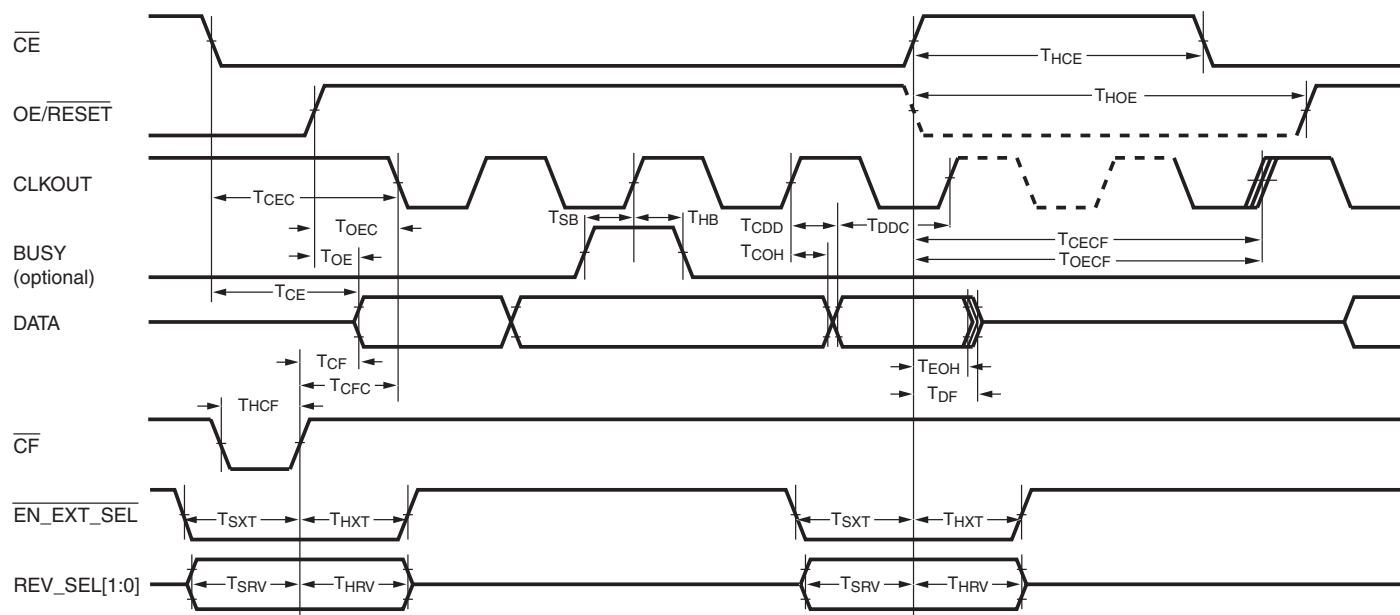 CE
THCE
OE/RESET
THOE
CLKOUT
TCEC
TSB
THB
TCDD
TDDC
TOEC
TCECF
BUSY
(optional)
TOE
TCOH
TOECF
TCE
DATA
TCF
TEOH
TCFC
TDF
THCF
CF
EN_EXT_SEL
TSXT
THXT
TSXT
THXT
REV_SEL[1:0]
TSRV
THRV
TSRV
THRV